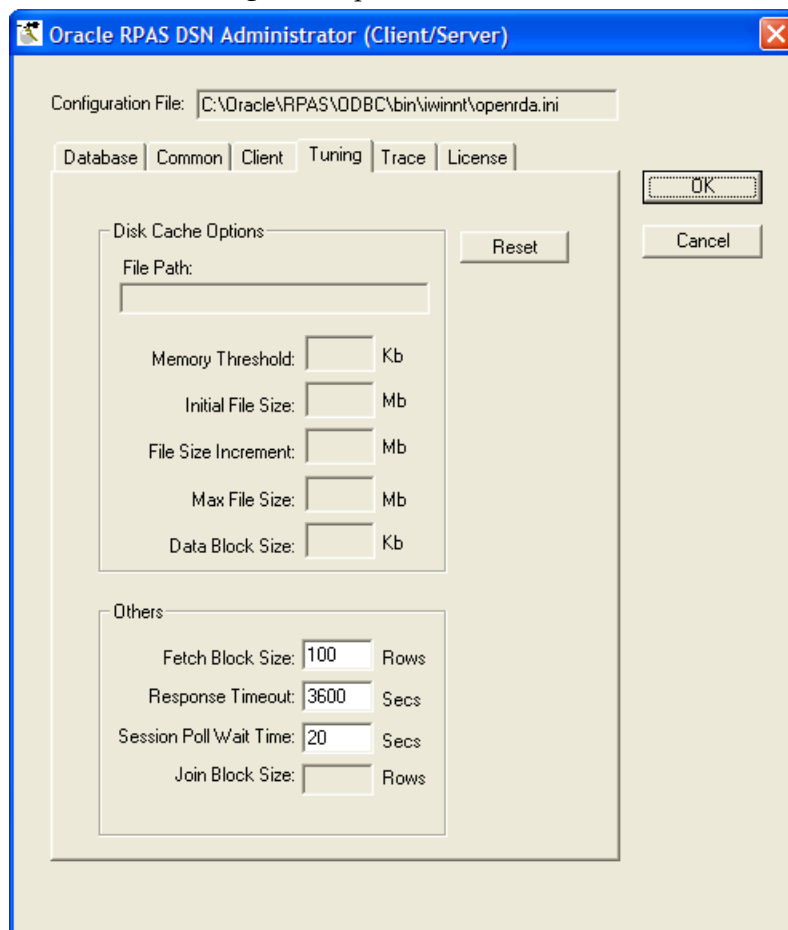 Oracle RPAS DSN Administrator (Client/Server)
Configuration File: C:\Oracle\RPAS\ODBC\bin\iwinnt\openrda.ini
Database Common Client Tuning Trace License
OK
Cancel
Reset
Disk Cache Options
File Path:
Memory Threshold: Kb
Initial File Size: Mb
File Size Increment: Mb
Max File Size: Mb
Data Block Size: Kb
Others
Fetch Block Size: 100 Rows
Response Timeout: 3600 Secs
Session Poll Wait Time: 20 Secs
Join Block Size: Rows